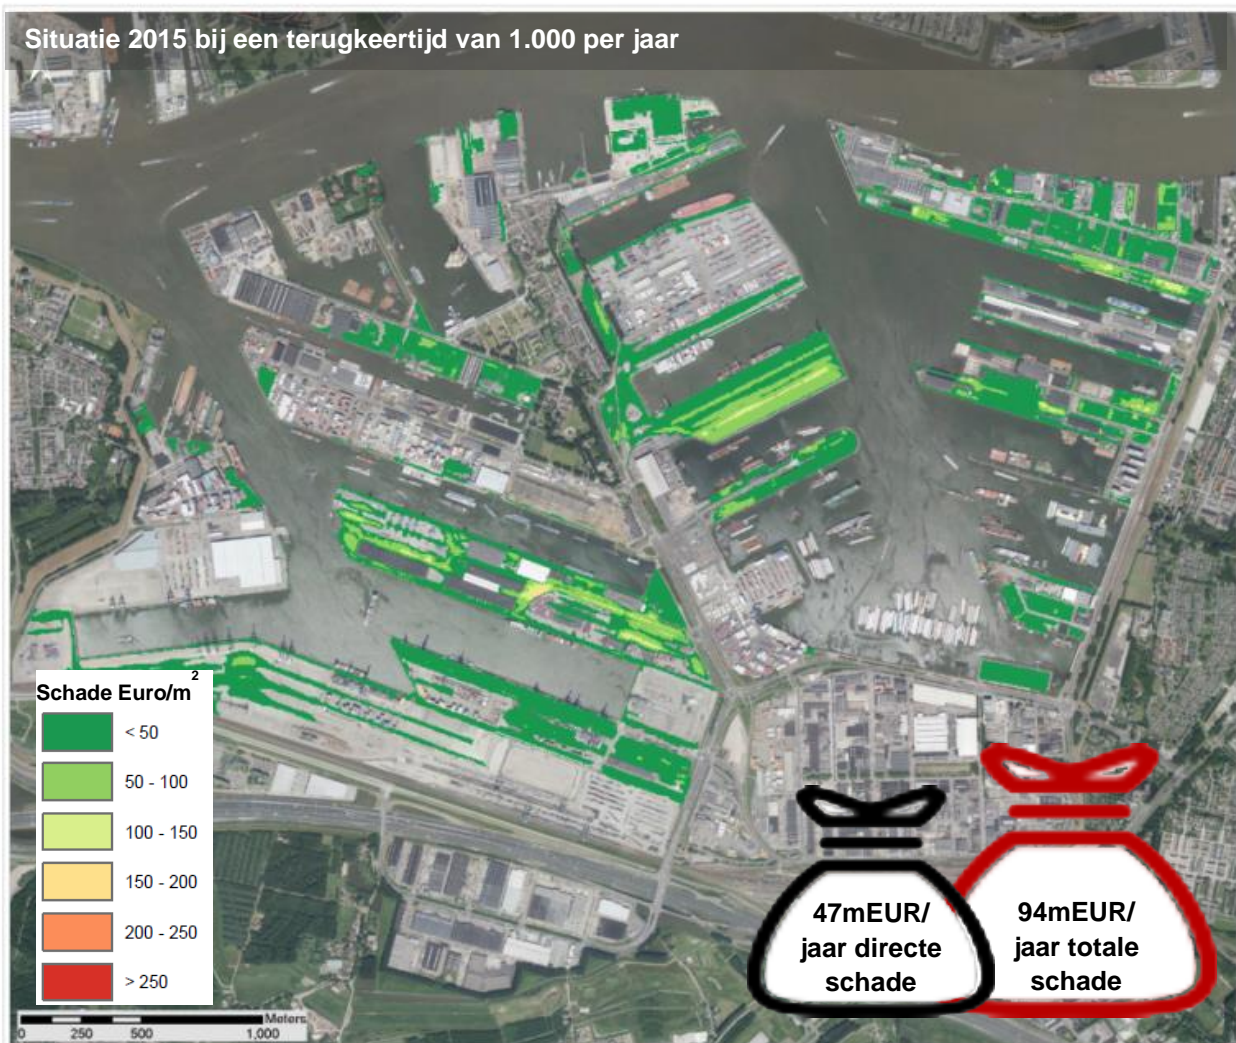 Situatie 2015 bij een terugkeertijd van 1.000 per jaar
Schade Euro/m²
< 50
50 - 100
100 - 150
150 - 200
200 - 250
> 250
Meters
0 250 500 1,000
47mEUR/
jaar directe
schade
94mEUR/
jaar totale
schade